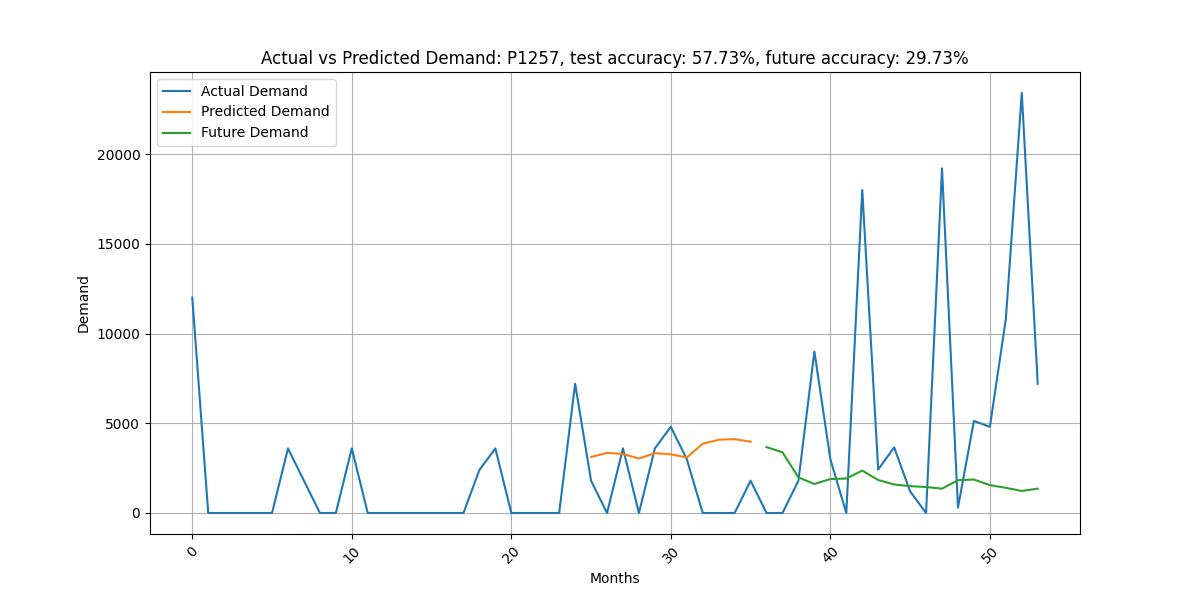 Actual vs Predicted Demand: P1257, test accuracy: 57.73%, future accuracy: 29.73%
Actual Demand
Predicted Demand
Future Demand
20000
15000
10000
5000
0
Demand
0 10 20 30 40 50
Months